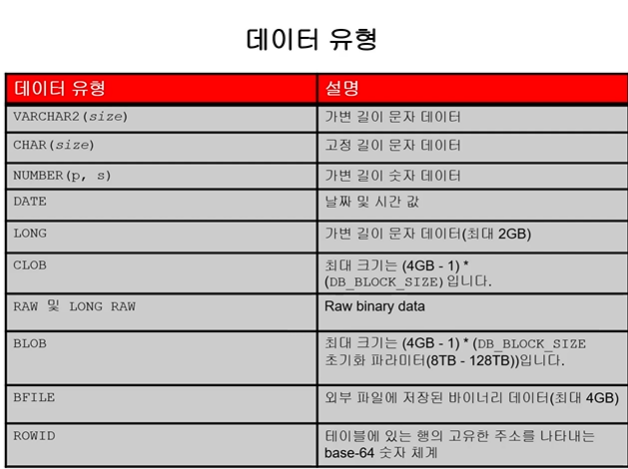 데이터 유형
데이터 유형 설명
VARCHAR2(size) 가변 길이 문자 데이터
CHAR(size) 고정 길이 문자 데이터
NUMBER(p, s) 가변 길이 숫자 데이터
DATE 날짜 및 시간 값
LONG 가변 길이 문자 데이터(최대 2GB)
CLOB 최대 크기는 (4GB - 1) *
(DB_BLOCK_SIZE)입니다.
RAW 및 LONG RAW Raw binary data
BLOB 최대 크기는 (4GB - 1) * (DB_BLOCK_SIZE
초기화 파라미터(8TB - 128TB))입니다.
BFILE 외부 파일에 저장된 바이너리 데이터(최대 4GB)
ROWID 테이블에 있는 행의 고유한 주소를 나타내는
base-64 숫자 체계